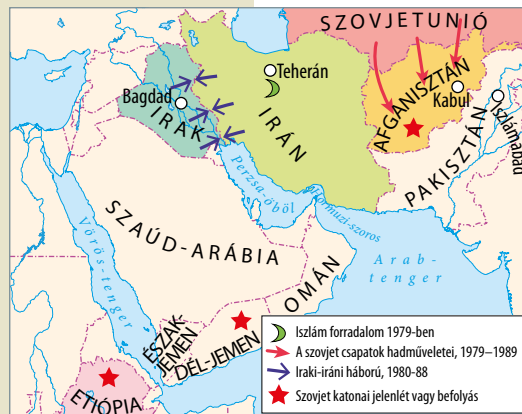 SZOVJETUNIÓ
Teherán
Bagdad
IRAK
IRÁN
AFGANISZTÁN
Kabul
Iszlámábád
PAKISZTÁN
Perzsa-öböl
Hormuzi-szoros
SZAÚD-ARÁBIA
Vörös-tenger
Arab-
tenger
OMÁN
ÉSZAK-
JEMEN
DÉL-JEMEN
ETIÓPIA
Iszlám forradalom 1979-ben
A szovjet csapatok hadműveletei, 1979–1989
Iraki-iráni háború, 1980-88
Szovjet katonai jelenlét vagy befolyás